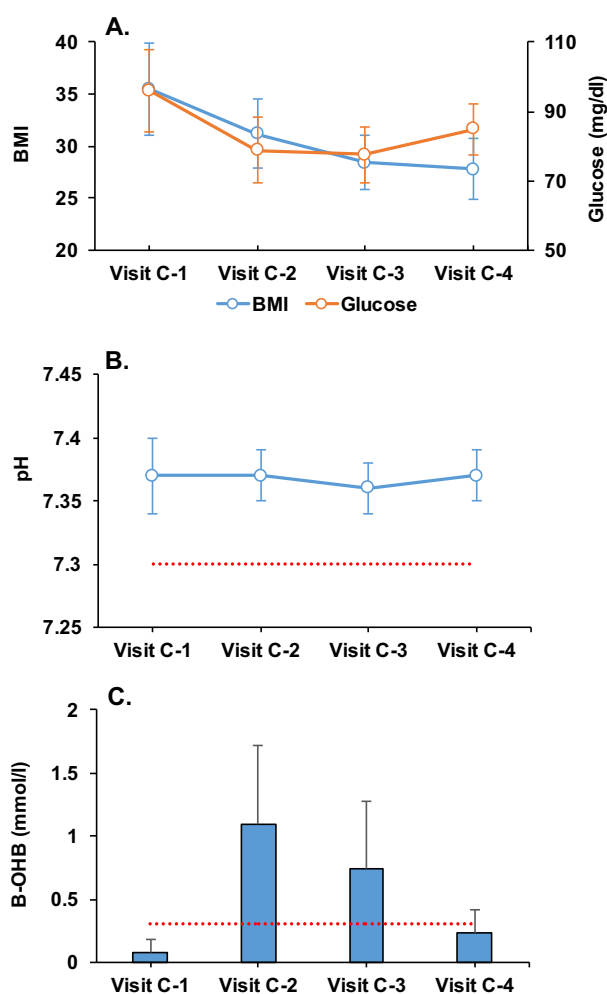 A.
40
35
30
25
20
BMI
110
90
70
50
Glucose (mg/dl)
Visit C-1 Visit C-2 Visit C-3 Visit C-4
BMI Glucose
B.
7.45
7.4
7.35
7.3
7.25
pH
Visit C-1 Visit C-2 Visit C-3 Visit C-4
C.
2
1.5
1
0.5
0
B-OHB (mmol/l)
Visit C-1 Visit C-2 Visit C-3 Visit C-4